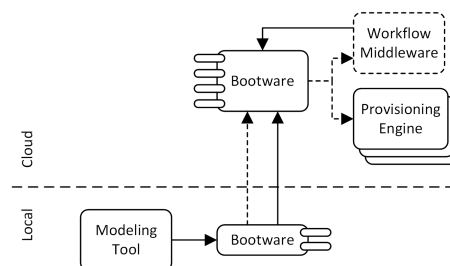 Workflow
Middleware
Bootware
Provisioning
Engine
Cloud
Local
Modeling
Tool
Bootware